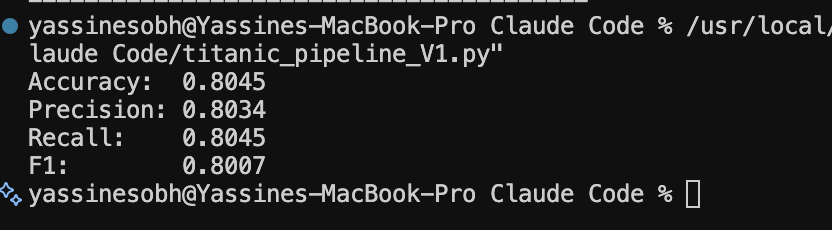 yassinesobh@Yassines-MacBook-Pro Claude Code % /usr/local/
laude Code/titanic_pipeline_V1.py"
Accuracy:  0.8045
Precision: 0.8034
Recall:    0.8045
F1:        0.8007
yassinesobh@Yassines-MacBook-Pro Claude Code %